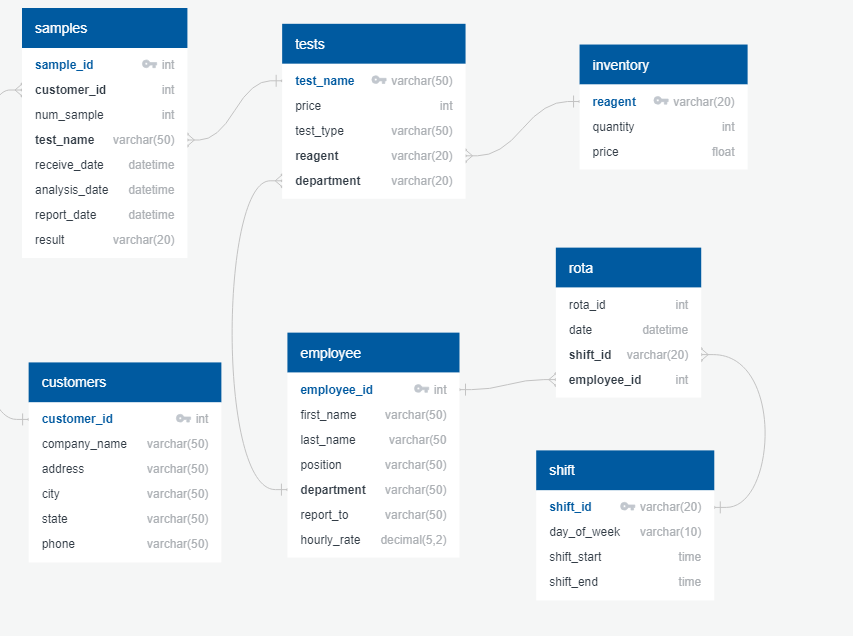 samples
sample_id int
customer_id int
num_sample int
test_name varchar(50)
receive_date datetime
analysis_date datetime
report_date datetime
result varchar(20)
tests
test_name varchar(50)
price int
test_type varchar(50)
reagent varchar(20)
department varchar(20)
inventory
reagent varchar(20)
quantity int
price float
rota
rota_id int
date datetime
shift_id varchar(20)
employee_id int
customers
customer_id int
company_name varchar(50)
address varchar(50)
city varchar(50)
state varchar(50)
phone varchar(50)
employee
employee_id int
first_name varchar(50)
last_name varchar(50
position varchar(50)
department varchar(50)
report_to varchar(50)
hourly_rate decimal(5,2)
shift
shift_id varchar(20)
day_of_week varchar(10)
shift_start time
shift_end time